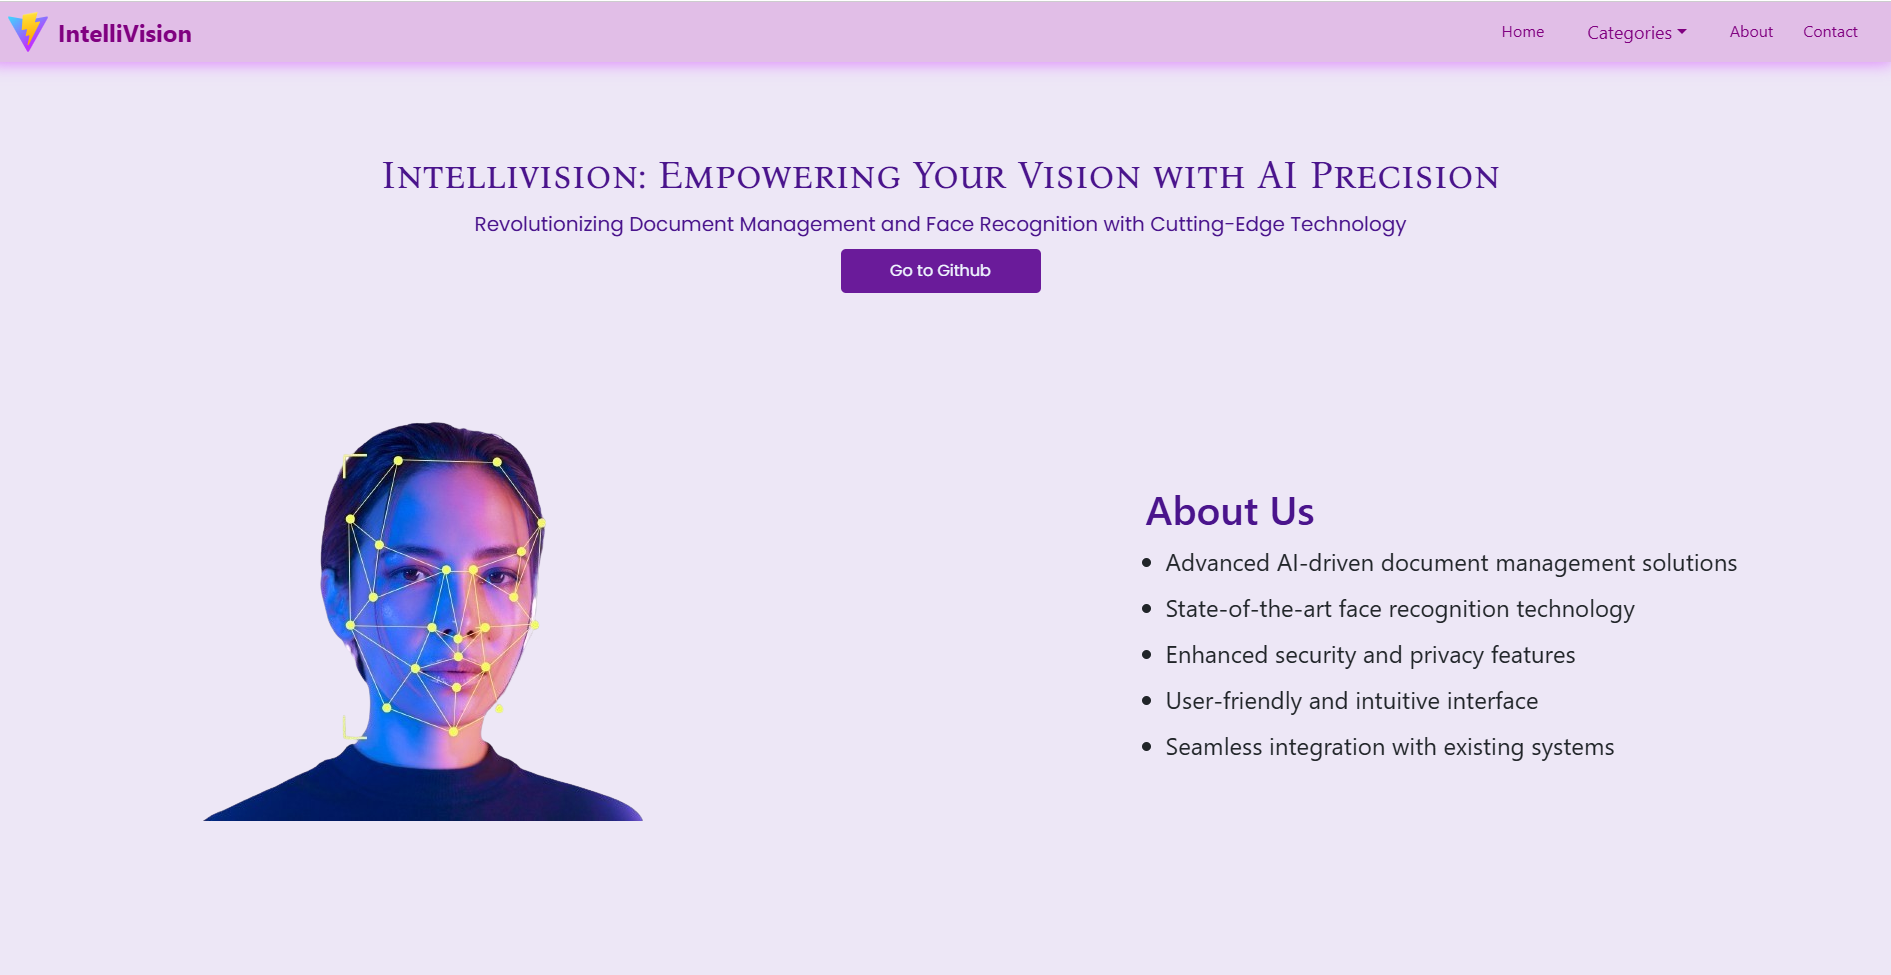 IntelliVision
Home Categories About Contact
Intellivision: Empowering Your Vision with AI Precision
Revolutionizing Document Management and Face Recognition with Cutting-Edge Technology
Go to Github
About Us
Advanced AI-driven document management solutions
State-of-the-art face recognition technology
Enhanced security and privacy features
User-friendly and intuitive interface
Seamless integration with existing systems